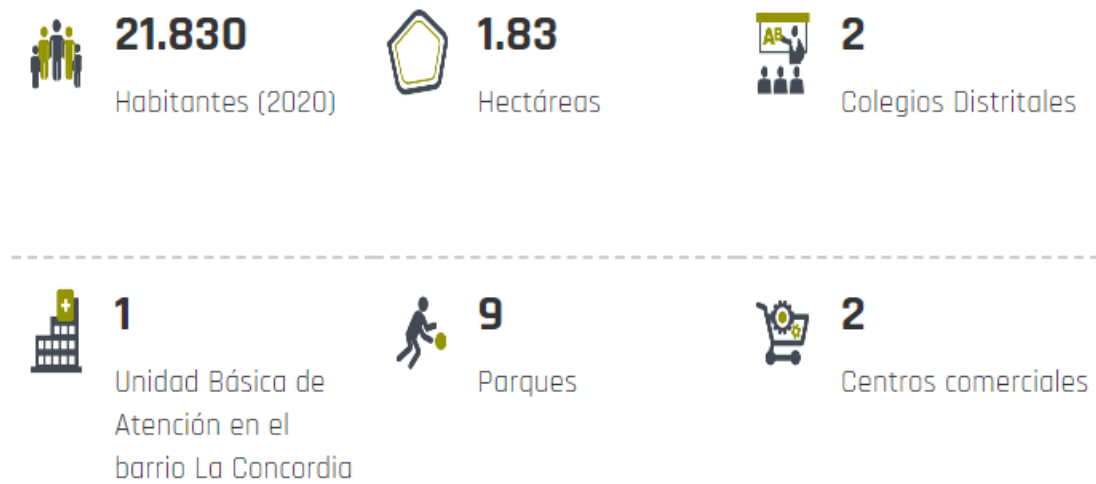 21.830
Habitantes (2020)
1.83
Hectáreas
AB
2
Colegios Distritales
1
Unidad Básica de
Atención en el
barrio La Concordia
9
Parques
2
Centros comerciales